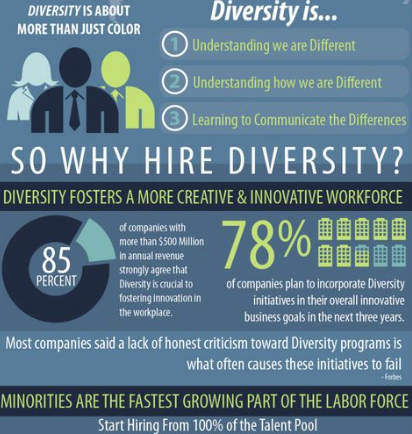 DIVERSITY IS ABOUT
MORE THAN JUST COLOR
Diversity is...
1 Understanding we are Different
2 Understanding how we are Different
3 Learning to Communicate the Differences
SO WHY HIRE DIVERSITY?
DIVERSITY FOSTERS A MORE CREATIVE & INNOVATIVE WORKFORCE
85
PERCENT
of companies with
more than $500 Million
in annual revenue
strongly agree that
Diversity is crucial to
fostering innovation in
the workplace.
78%
of companies plan to incorporate Diversity
initiatives in their overall innovative
business goals in the next three years.
Most companies said a lack of honest criticism toward Diversity programs is
what often causes these initiatives to fail
- Forbes
MINORITIES ARE THE FASTEST GROWING PART OF THE LABOR FORCE
Start Hiring From 100% of the Talent Pool